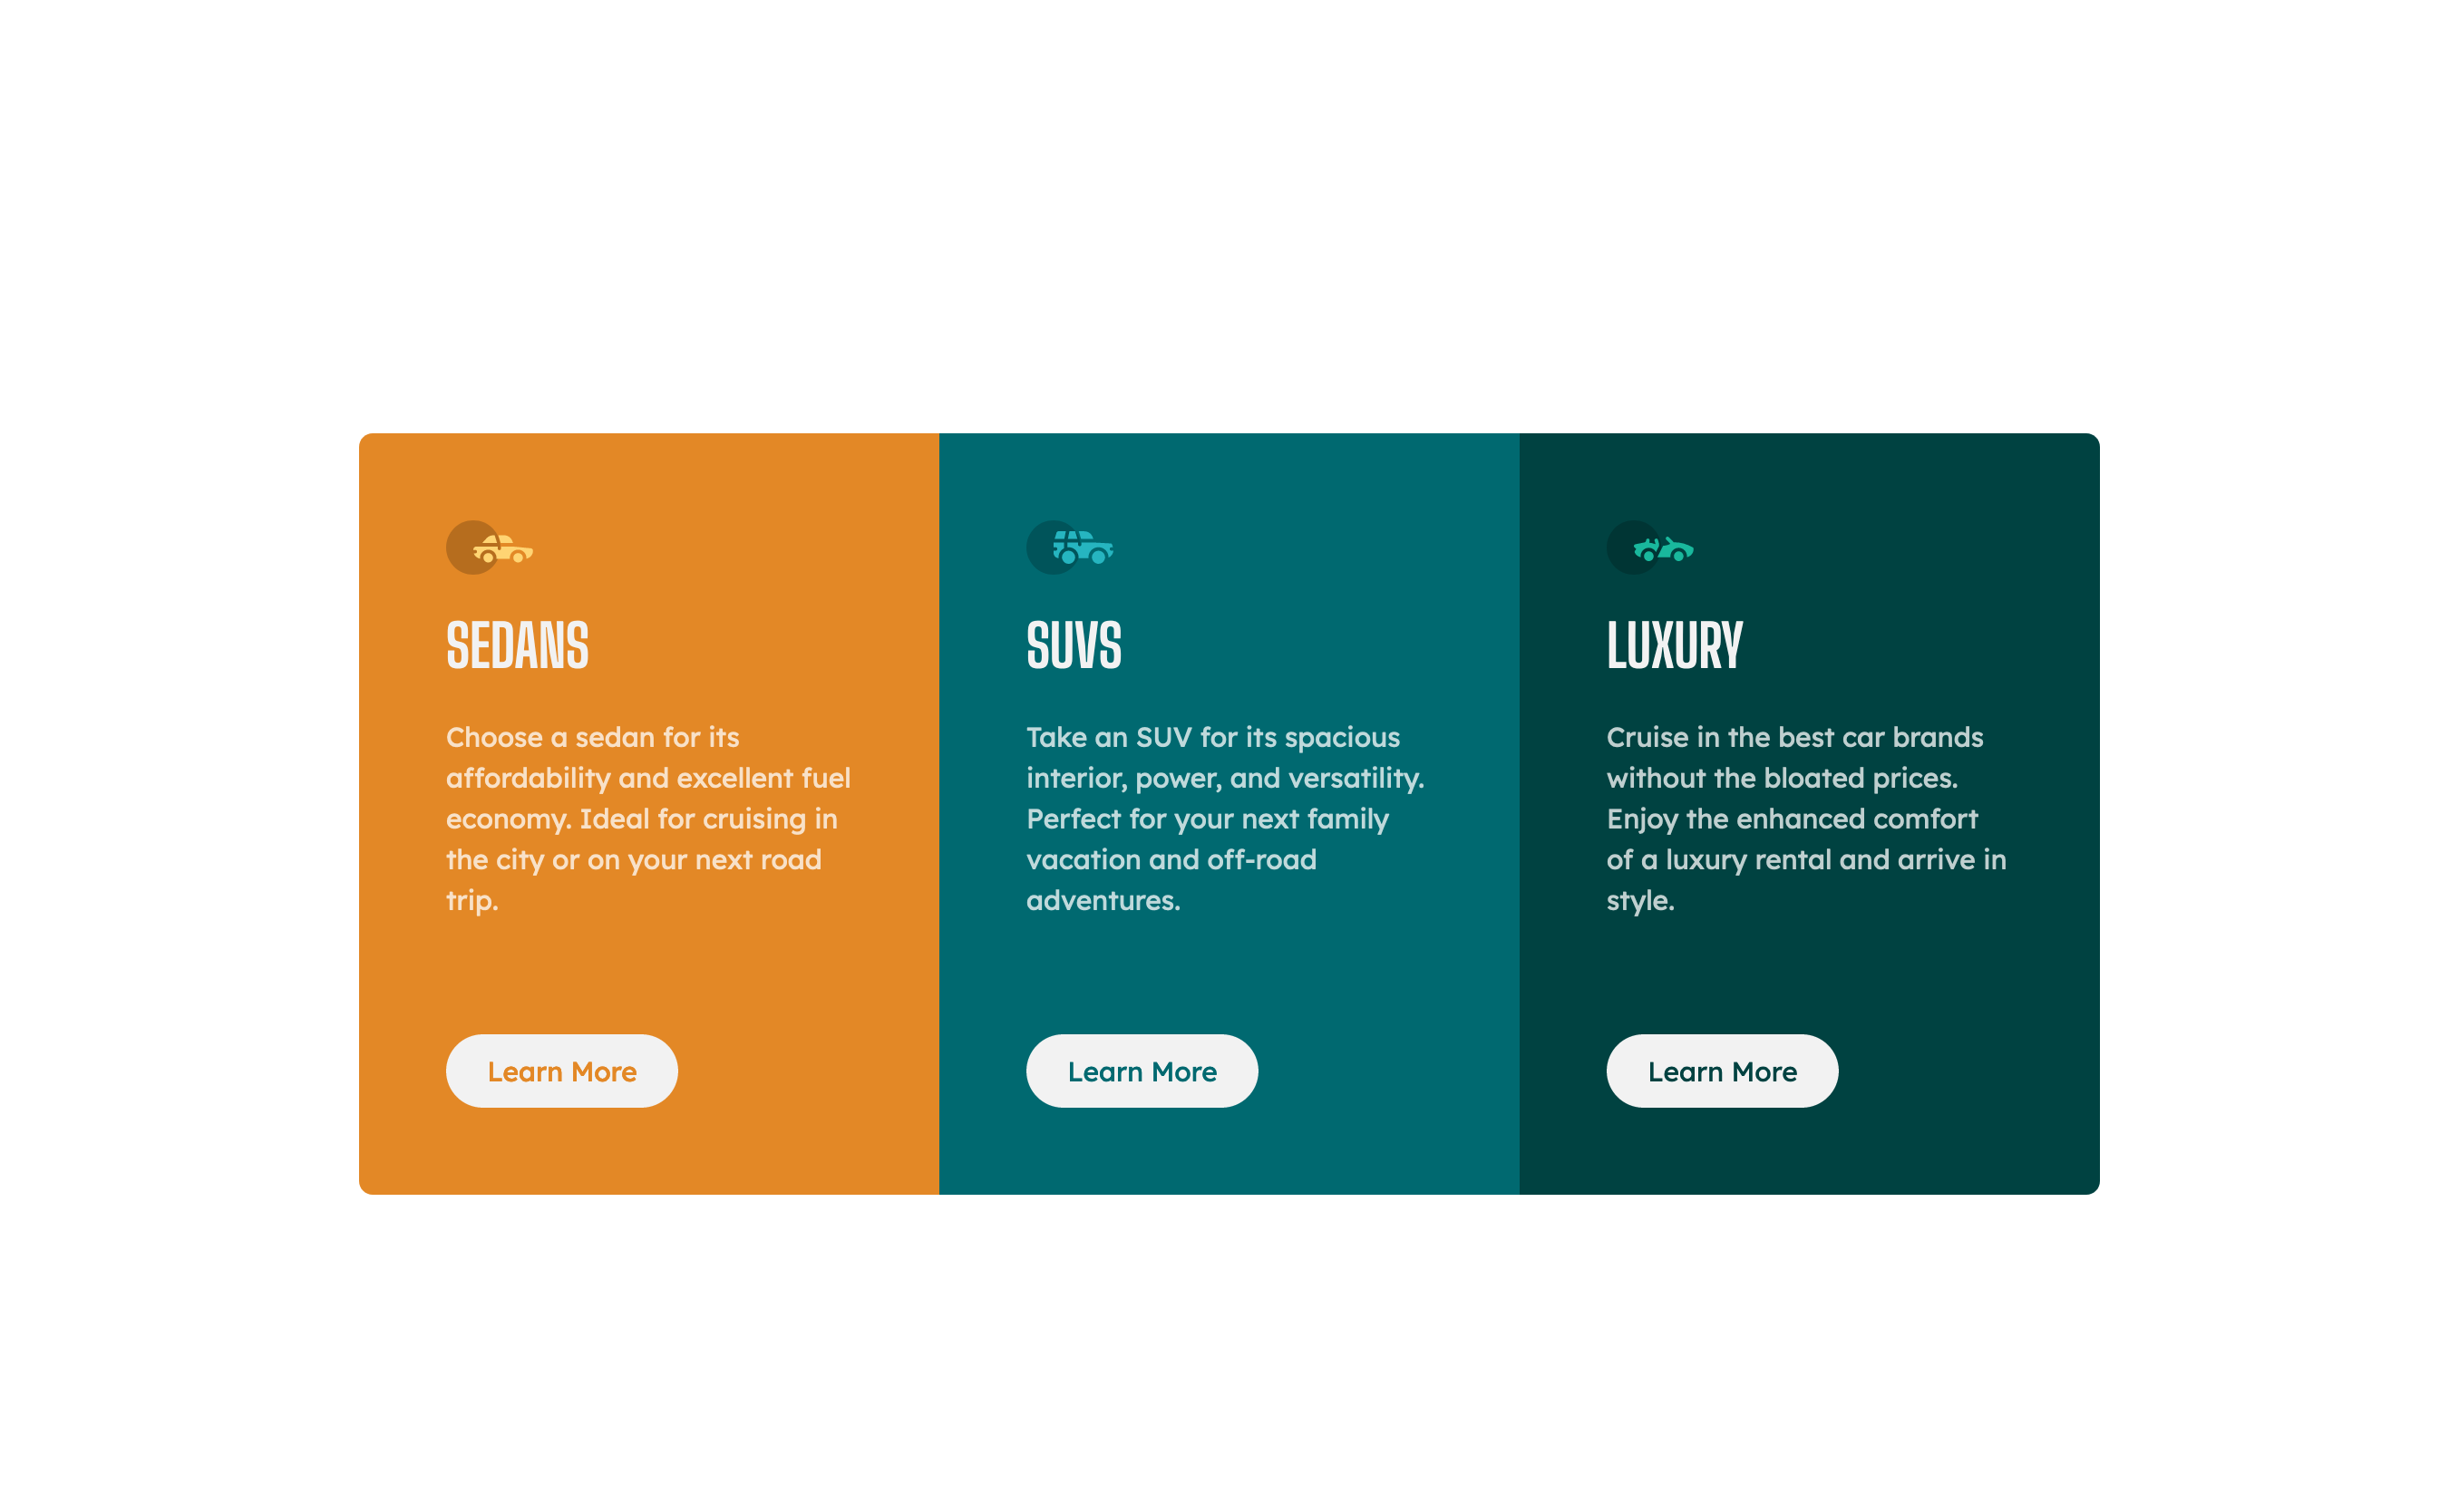 SEDANS
Choose a sedan for its
affordability and excellent fuel
economy. Ideal for cruising in
the city or on your next road
trip.
Learn More
SUVS
Take an SUV for its spacious
interior, power, and versatility.
Perfect for your next family
vacation and off-road
adventures.
Learn More
LUXURY
Cruise in the best car brands
without the bloated prices.
Enjoy the enhanced comfort
of a luxury rental and arrive in
style.
Learn More